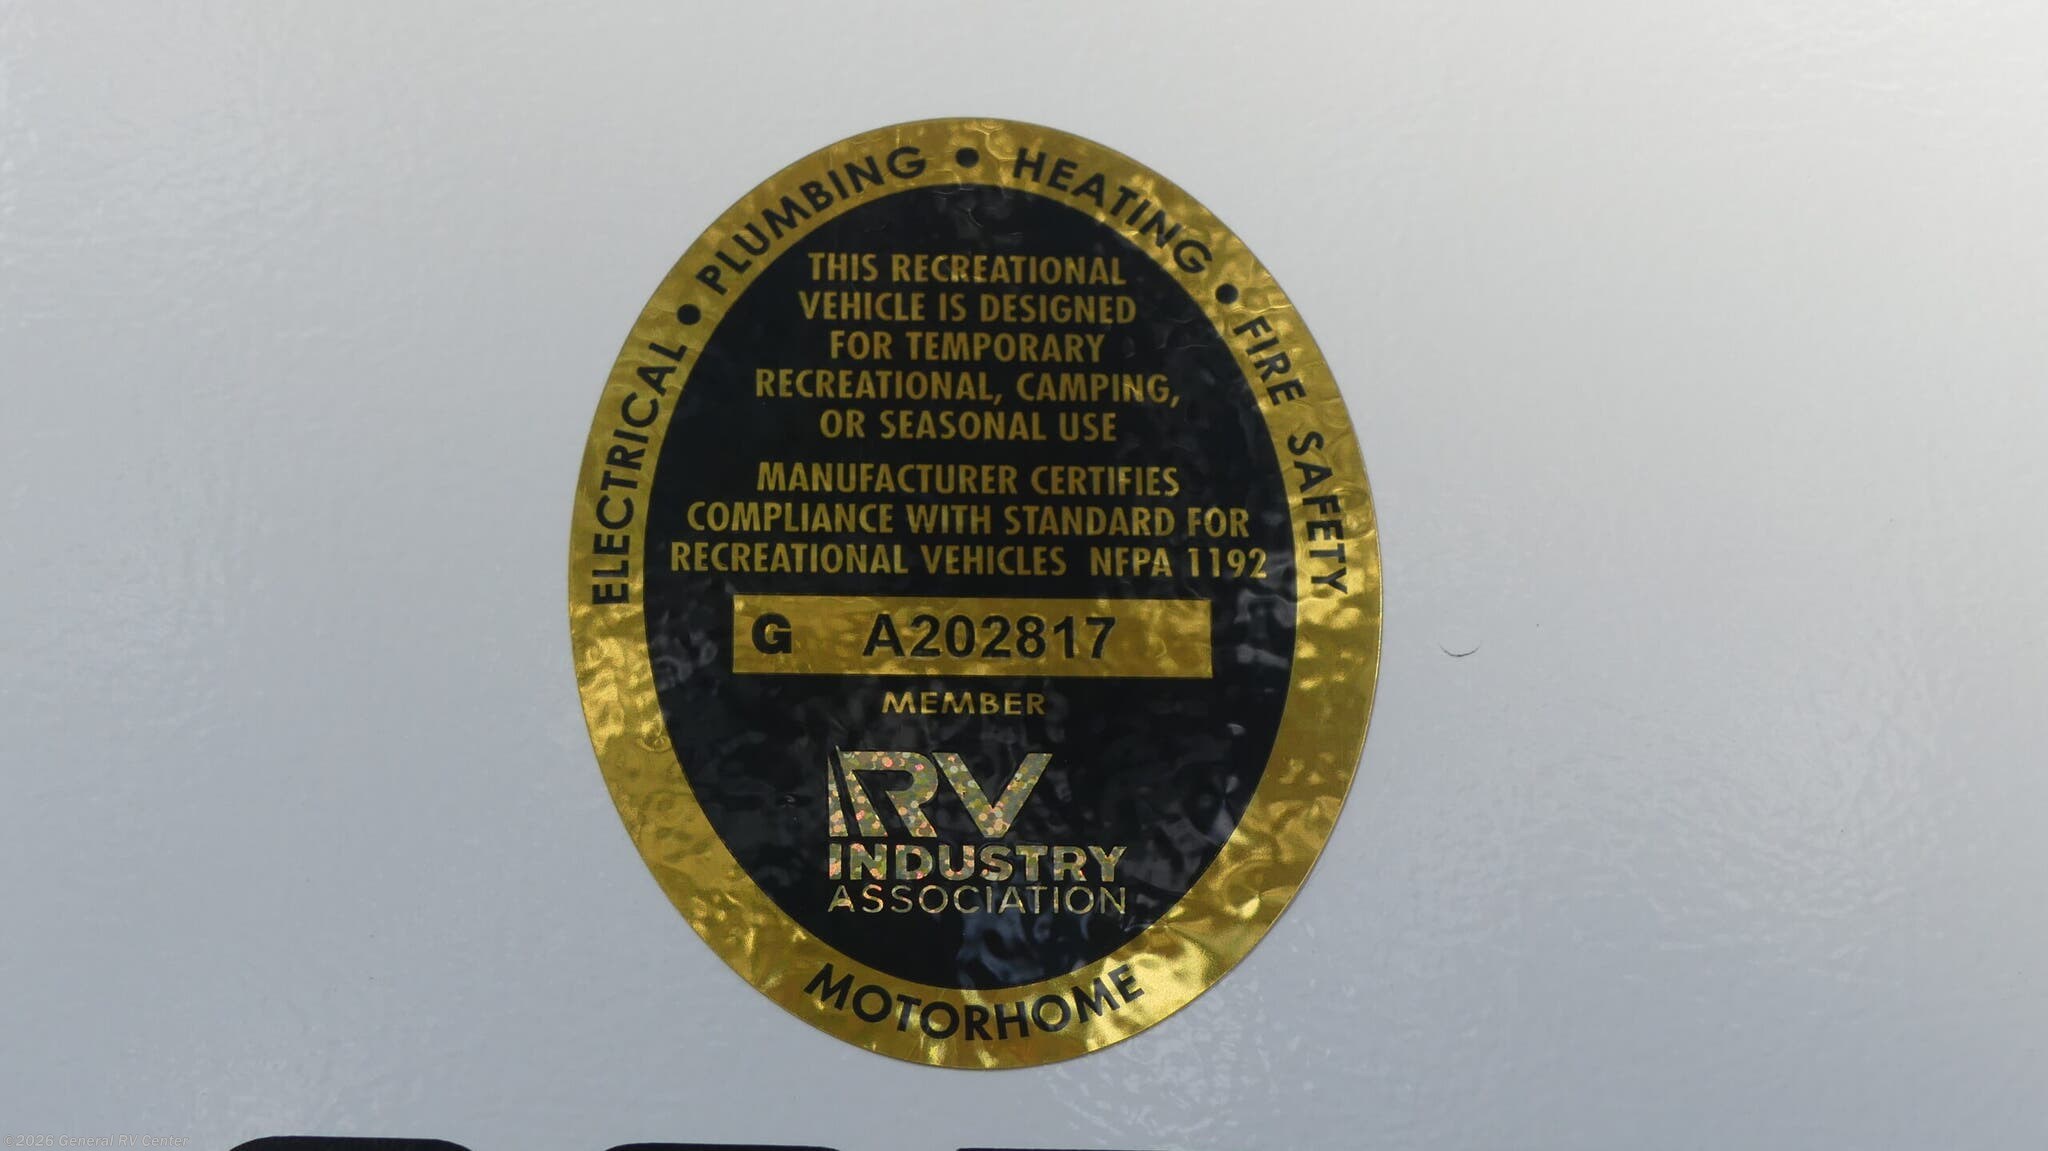 ELECTRICAL • PLUMBING • HEATING • FIRE SAFETY
THIS RECREATIONAL
VEHICLE IS DESIGNED
FOR TEMPORARY
RECREATIONAL, CAMPING,
OR SEASONAL USE
MANUFACTURER CERTIFIES
COMPLIANCE WITH STANDARD FOR
RECREATIONAL VEHICLES NFPA 1192
G A202817
MEMBER
RV
INDUSTRY
ASSOCIATION
MOTORHOME
©2026 General RV Center